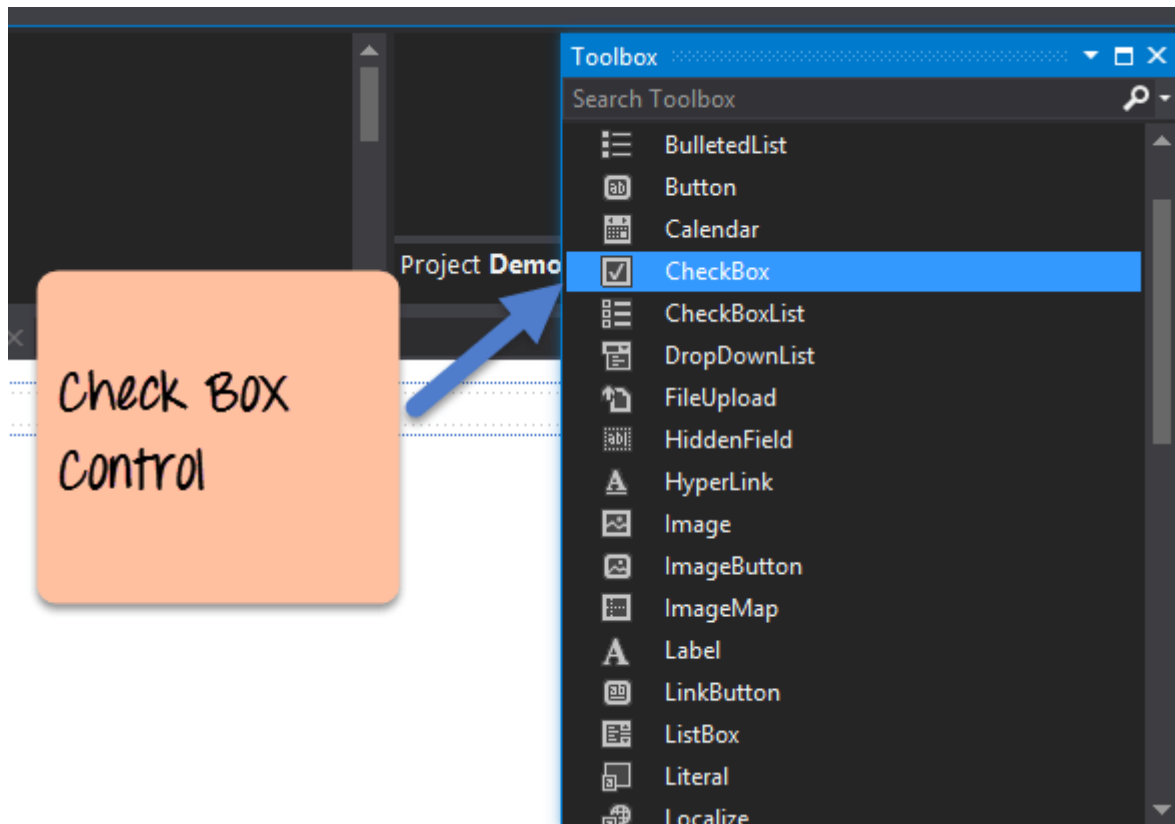 Toolbox
Search Toolbox
BulletedList
Button
Calendar
Project Demo
CheckBox
CheckBoxList
DropDownList
FileUpload
HiddenField
HyperLink
Image
ImageButton
ImageMap
Label
LinkButton
ListBox
Literal
Localize
Check Box
Control